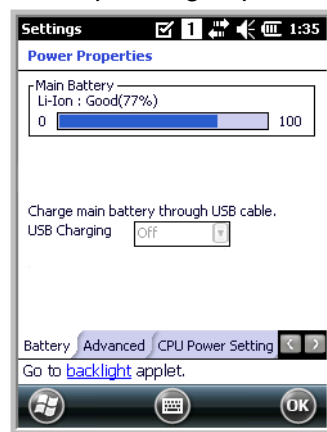 Settings 1 1:35
Power Properties
Main Battery
Li-Ion : Good(77%)
0 100
Charge main battery through USB cable.
USB Charging Off
Battery Advanced CPU Power Setting
Go to backlight applet.
OK